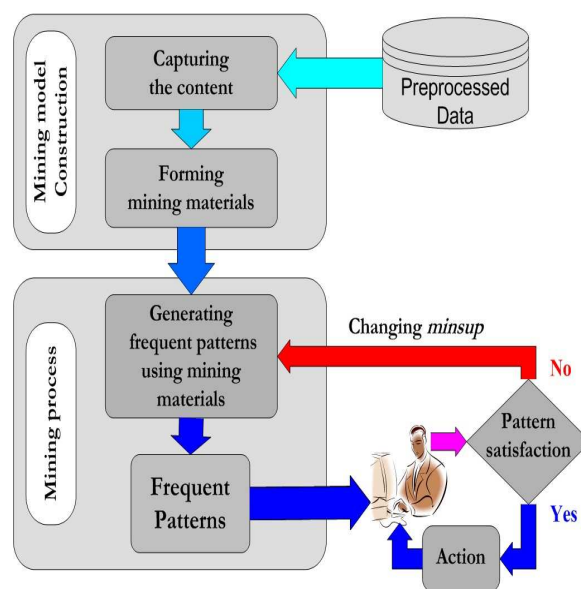 Mining model
Construction
Capturing
the content
Preprocessed
Data
Forming
mining materials
Mining process
Generating
frequent patterns
using mining
materials
Changing minsup
No
Pattern
satisfaction
Frequent
Patterns
Yes
Action